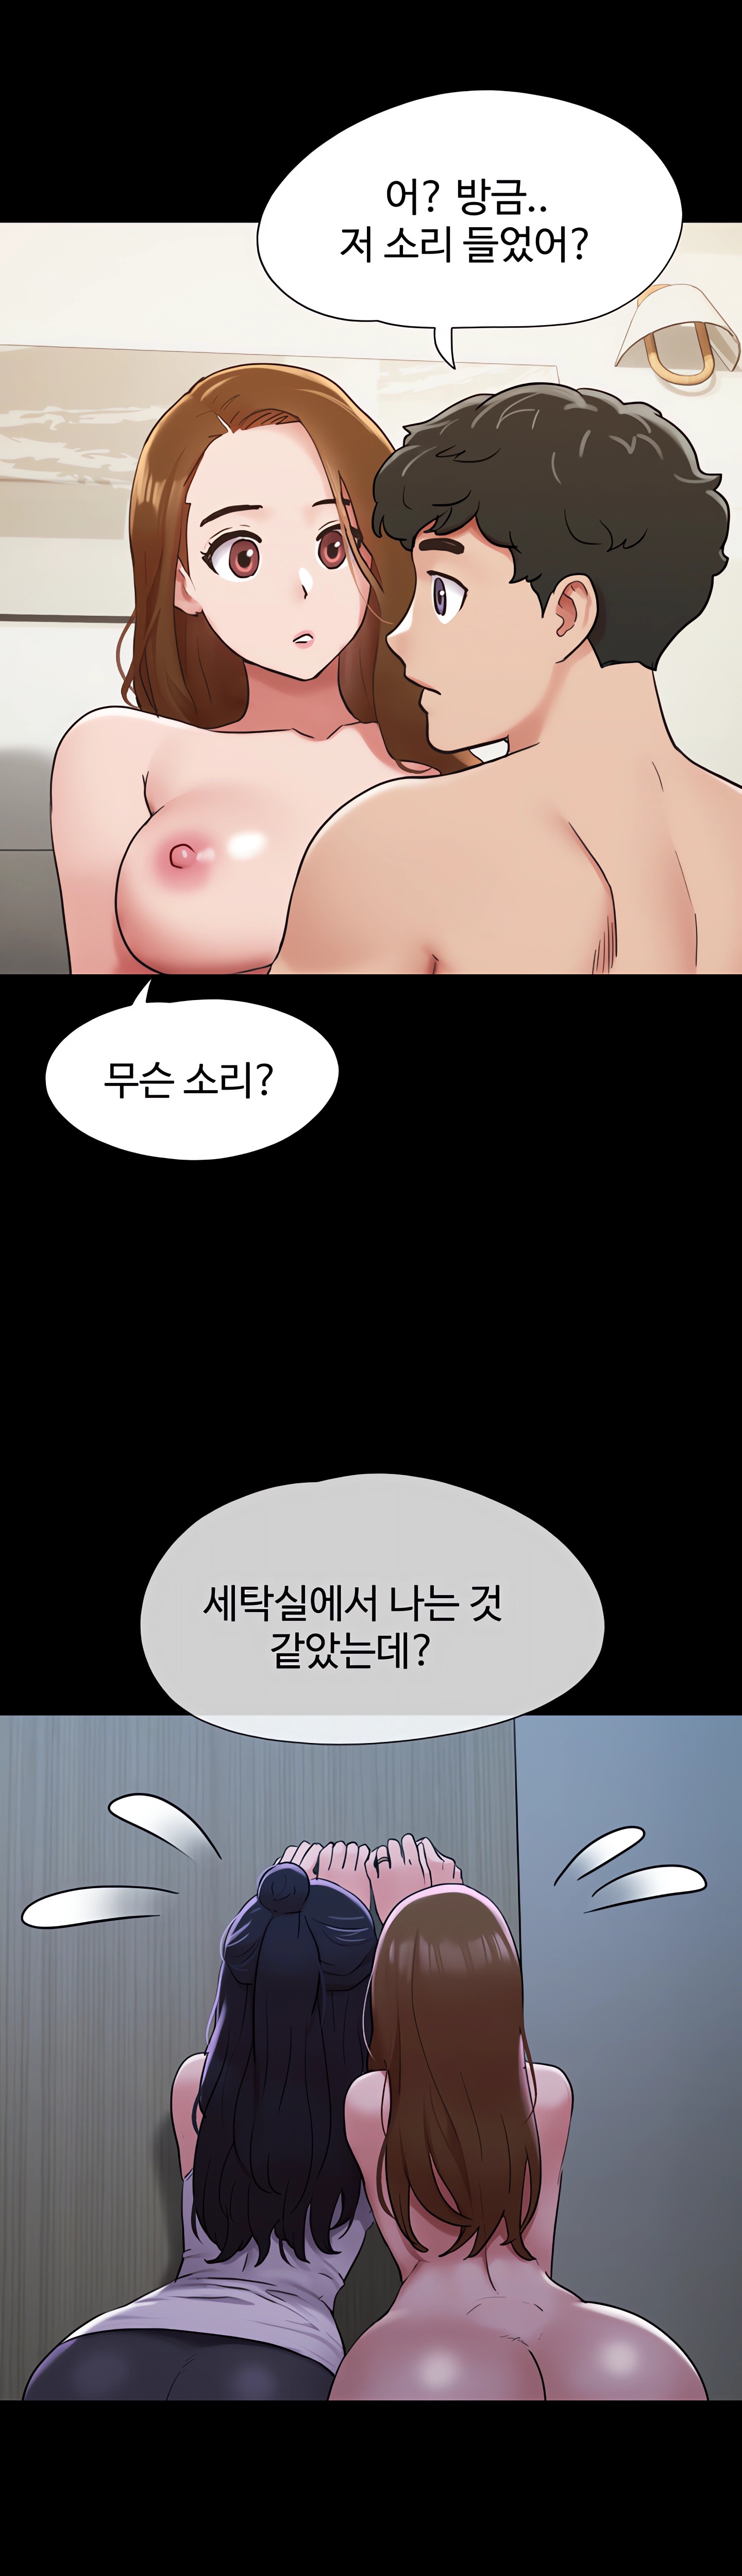 어? 방금..
저 소리 들었어?
무슨 소리?
세탁실에서 나는 것
같았는데?